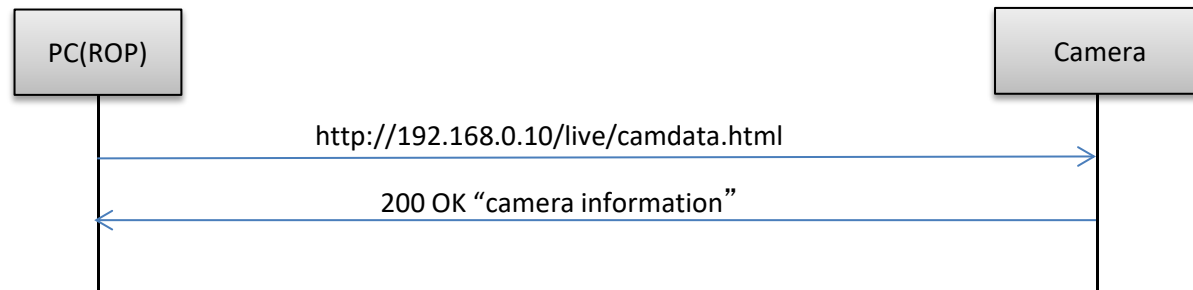 PC(ROP)
Camera
http://192.168.0.10/live/camdata.html
200 OK “camera information”